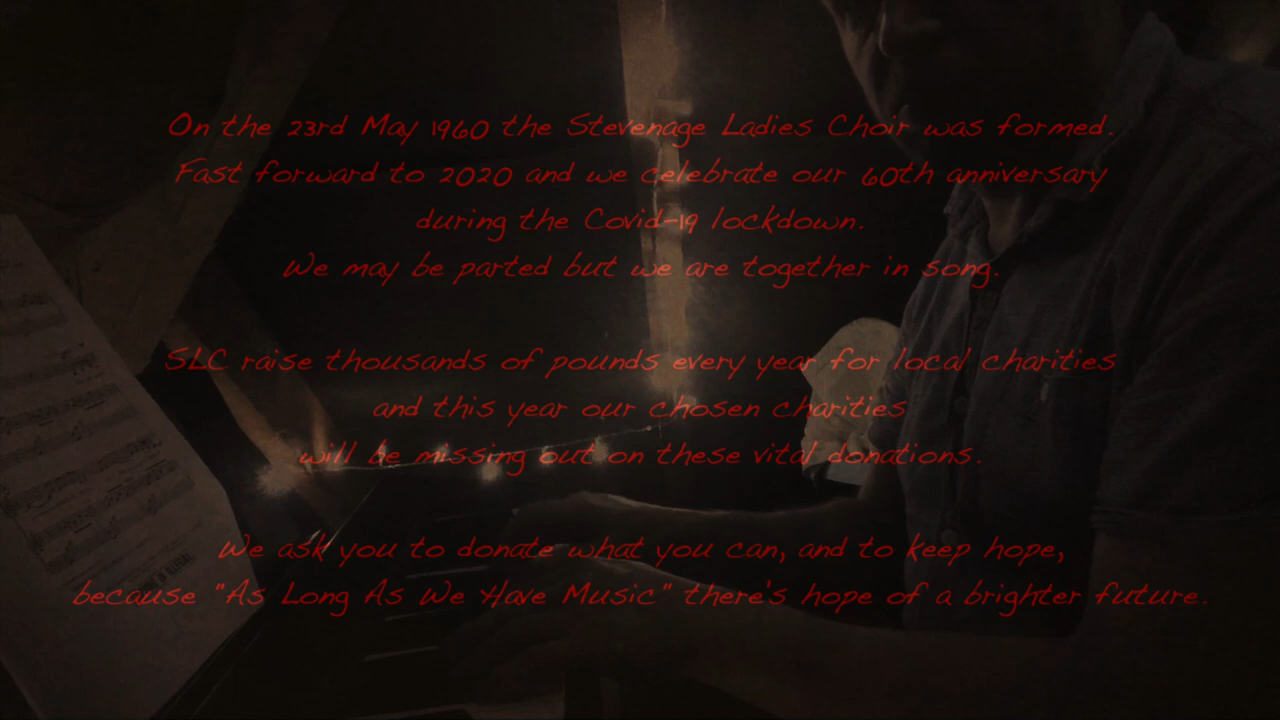 On the 23rd May 1960 the Stevenage Ladies Choir was formed.
Fast forward to 2020 and we celebrate our 60th anniversary
during the Covid-19 lockdown.
We may be parted but we are together in song.
SLC raise thousands of pounds every year for local charities
and this year our chosen charities
will be missing out on these vital donations.
We ask you to donate what you can, and to keep hope,
because "As Long As We Have Music" there's hope of a brighter future.